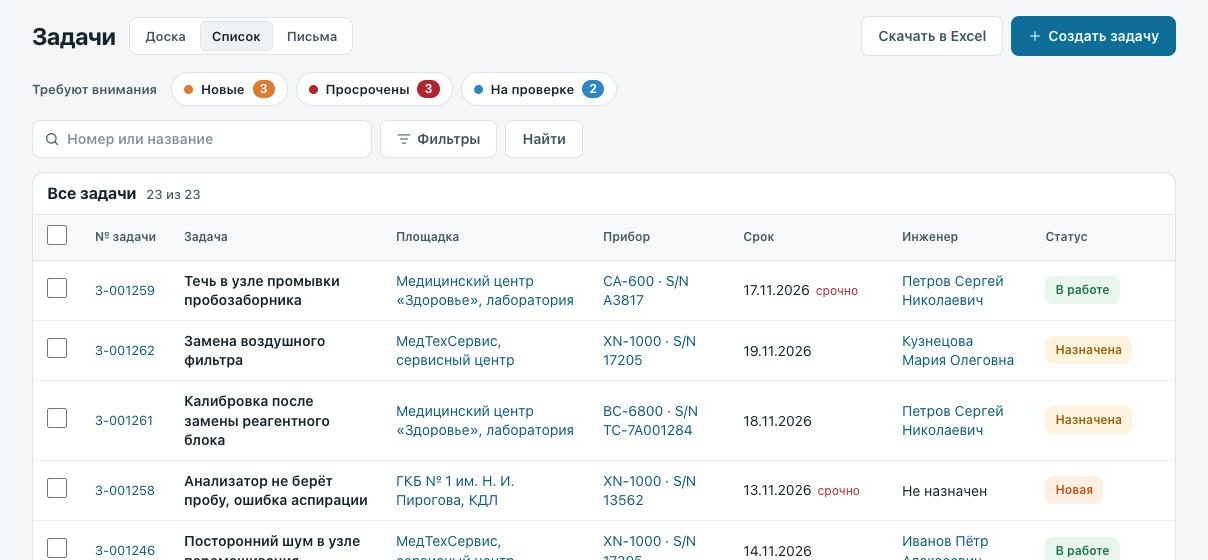 Задачи Доска Список Письма Скачать в Excel + Создать задачу
Требуют внимания Новые 3 Просрочены 3 На проверке 2
Номер или название Фильтры Найти
Все задачи 23 из 23
№ задачи Задача Площадка Прибор Срок Инженер Статус
З-001259 Течь в узле промывки пробозаборника Медицинский центр «Здоровье», лаборатория CA-600 · S/N A3817 17.11.2026 срочно Петров Сергей Николаевич В работе
З-001262 Замена воздушного фильтра МедТехСервис, сервисный центр XN-1000 · S/N 17205 19.11.2026 Кузнецова Мария Олеговна Назначена
З-001261 Калибровка после замены реагентного блока Медицинский центр «Здоровье», лаборатория BC-6800 · S/N TC-7A001284 18.11.2026 Петров Сергей Николаевич Назначена
З-001258 Анализатор не берёт пробу, ошибка аспирации ГКБ № 1 им. Н. И. Пирогова, КДЛ XN-1000 · S/N 13562 13.11.2026 срочно Не назначен Новая
З-001246 Посторонний шум в узле МедТехСервис, XN-1000 · S/N 14.11.2026 Иванов Пётр В работе